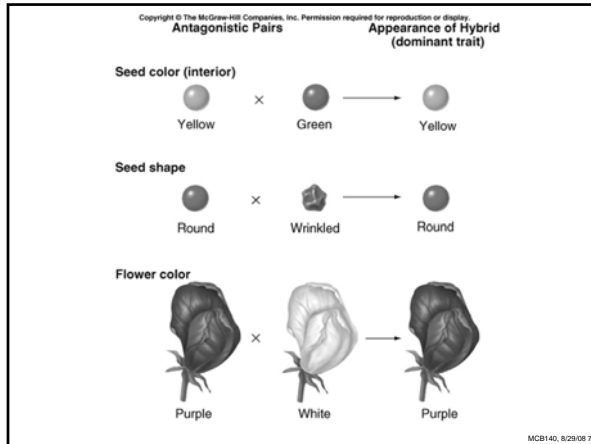 Copyright © The McGraw-Hill Companies, Inc. Permission required for reproduction or display.
Antagonistic Pairs
Appearance of Hybrid
(dominant trait)
Seed color (interior)
× →
Yellow Green Yellow
Seed shape
× →
Round Wrinkled Round
Flower color
× →
Purple White Purple
MCB140, 8/29/08 7